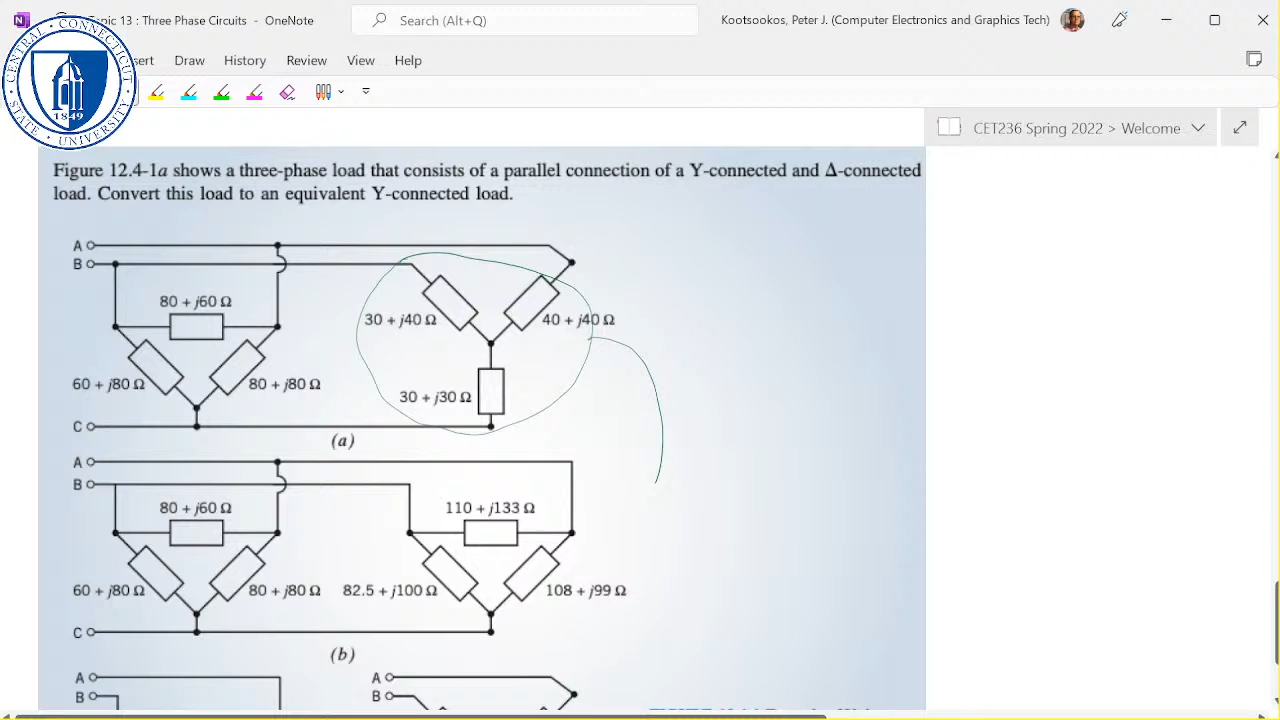 Topic 13 : Three Phase Circuits - OneNote
Search (Alt+Q)
Kootsookos, Peter J. (Computer Electronics and Graphics Tech)
CENTRAL CONNECTICUT STATE UNIVERSITY
1849
Draw
History
Review
View
Help
CET236 Spring 2022 > Welcome
Figure 12.4-1a shows a three-phase load that consists of a parallel connection of a Y-connected and Δ-connected
load. Convert this load to an equivalent Y-connected load.
A
B
80 + j60 Ω
30 + j40 Ω
40 + j40 Ω
60 + j80 Ω
80 + j80 Ω
30 + j30 Ω
C
(a)
A
B
80 + j60 Ω
110 + j133 Ω
60 + j80 Ω
80 + j80 Ω
82.5 + j100 Ω
108 + j99 Ω
C
(b)
A
A
B
B